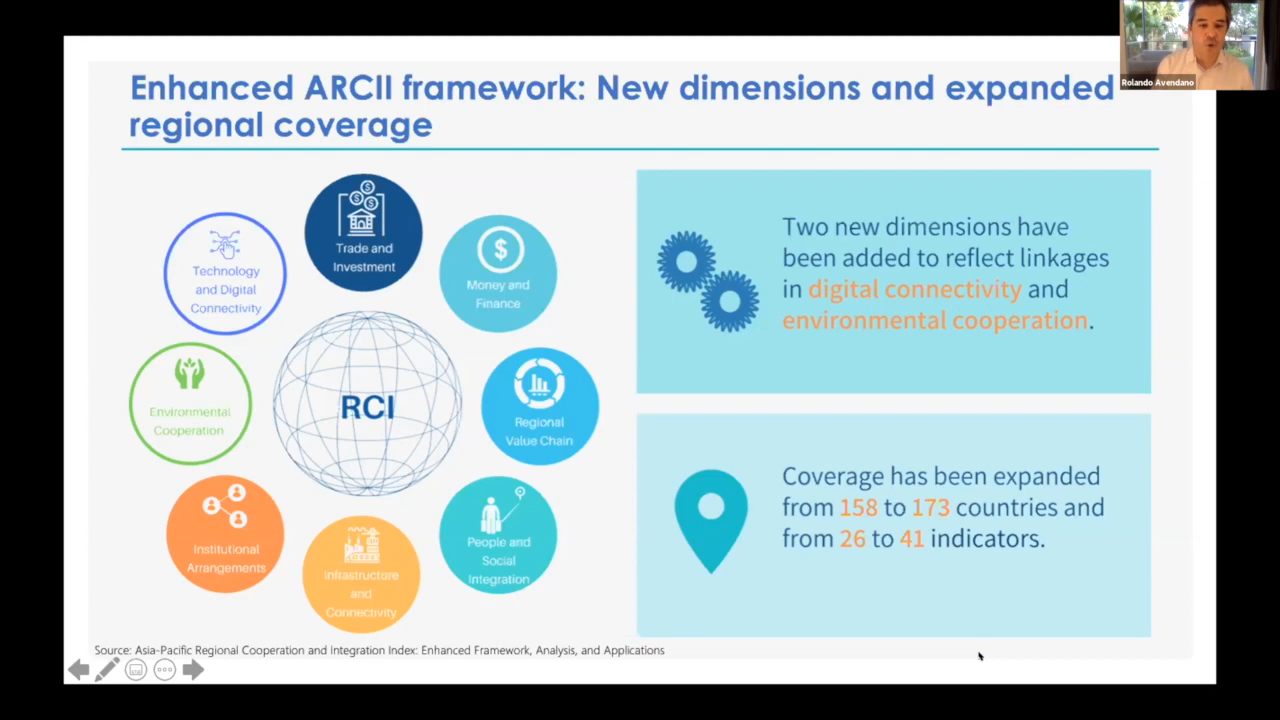 Rolando Avendano
Enhanced ARCII framework: New dimensions and expanded
regional coverage
Trade and
Investment
Money and
Finance
Regional
Value Chain
People and
Social
Integration
Infrastructure
and
Connectivity
Institutional
Arrangements
Environmental
Cooperation
Technology
and Digital
Connectivity
RCI
Two new dimensions have
been added to reflect linkages
in digital connectivity and
environmental cooperation.
Coverage has been expanded
from 158 to 173 countries and
from 26 to 41 indicators.
Source: Asia-Pacific Regional Cooperation and Integration Index: Enhanced Framework, Analysis, and Applications